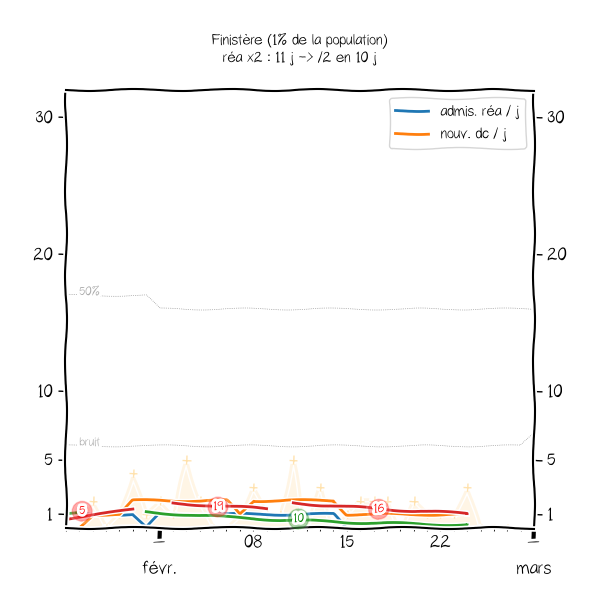 Finistère (1% de la population)
réa x2 : 11 j -> /2 en 10 j
admis. réa / j
nouv. dc / j
30
30
20
20
50%
10
10
bruit
5
5
5
19
10
16
1
1
08
15
22
févr.
mars